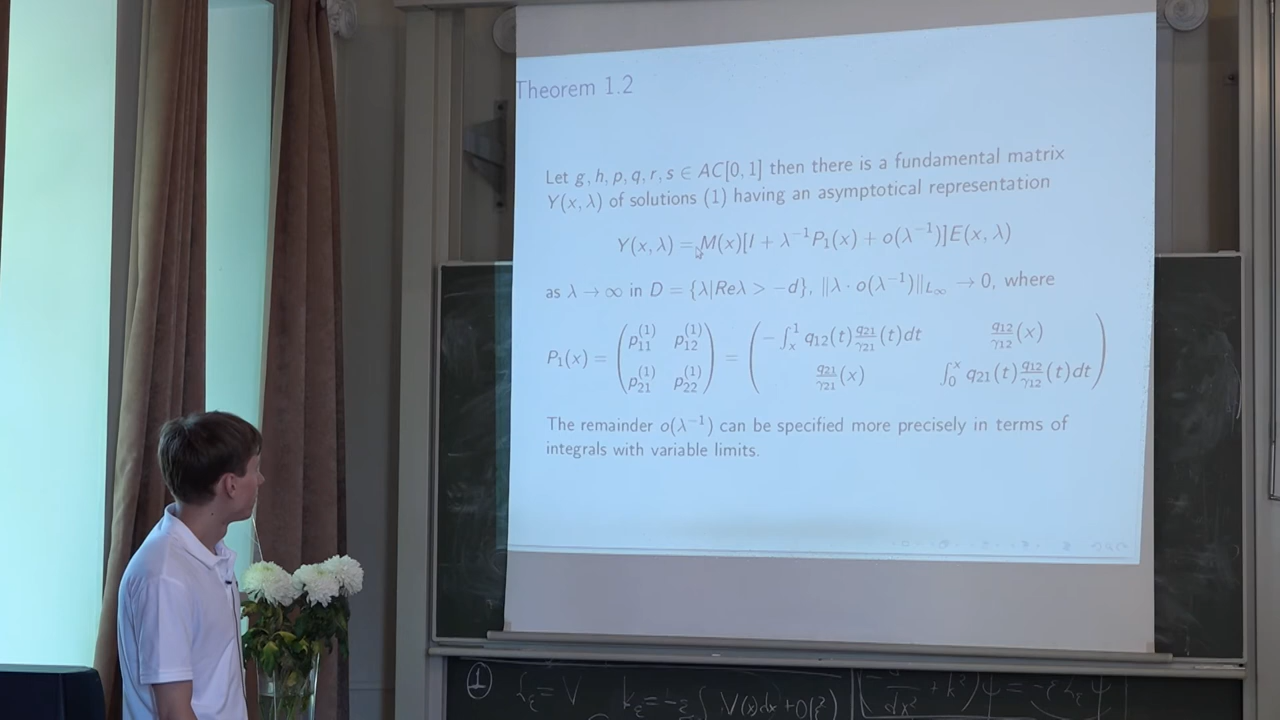 Theorem 1.2
Let g, h, p, q, r, s ∈ AC[0, 1] then there is a fundamental matrix
Y(x, λ) of solutions (1) having an asymptotical representation
Y(x, λ) = M(x)[I + λ⁻¹P₁(x) + o(λ⁻¹)]E(x, λ)
as λ → ∞ in D = {λ|Reλ > −d}, ‖λ · o(λ⁻¹)‖_{L∞} → 0, where
P₁(x) = \begin{pmatrix} p_{11}^{(1)} & p_{12}^{(1)} \\ p_{21}^{(1)} & p_{22}^{(1)} \end{pmatrix} = \begin{pmatrix} -\int_x^1 q_{12}(t)\frac{q_{21}}{\gamma_{21}}(t)dt & \frac{q_{12}}{\gamma_{12}}(x) \\ \frac{q_{21}}{\gamma_{21}}(x) & \int_0^x q_{21}(t)\frac{q_{12}}{\gamma_{12}}(t)dt \end{pmatrix}
The remainder o(λ⁻¹) can be specified more precisely in terms of
integrals with variable limits.